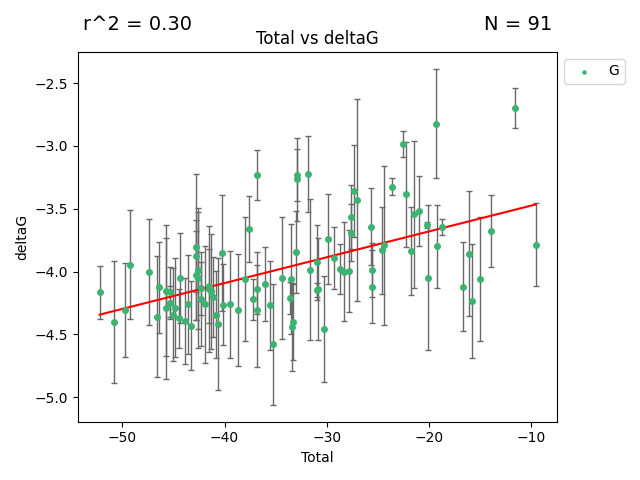 r^2 = 0.30
N = 91
Total vs deltaG
G
−2.5
−3.0
−3.5
−4.0
−4.5
−5.0
deltaG
−50
−40
−30
−20
−10
Total